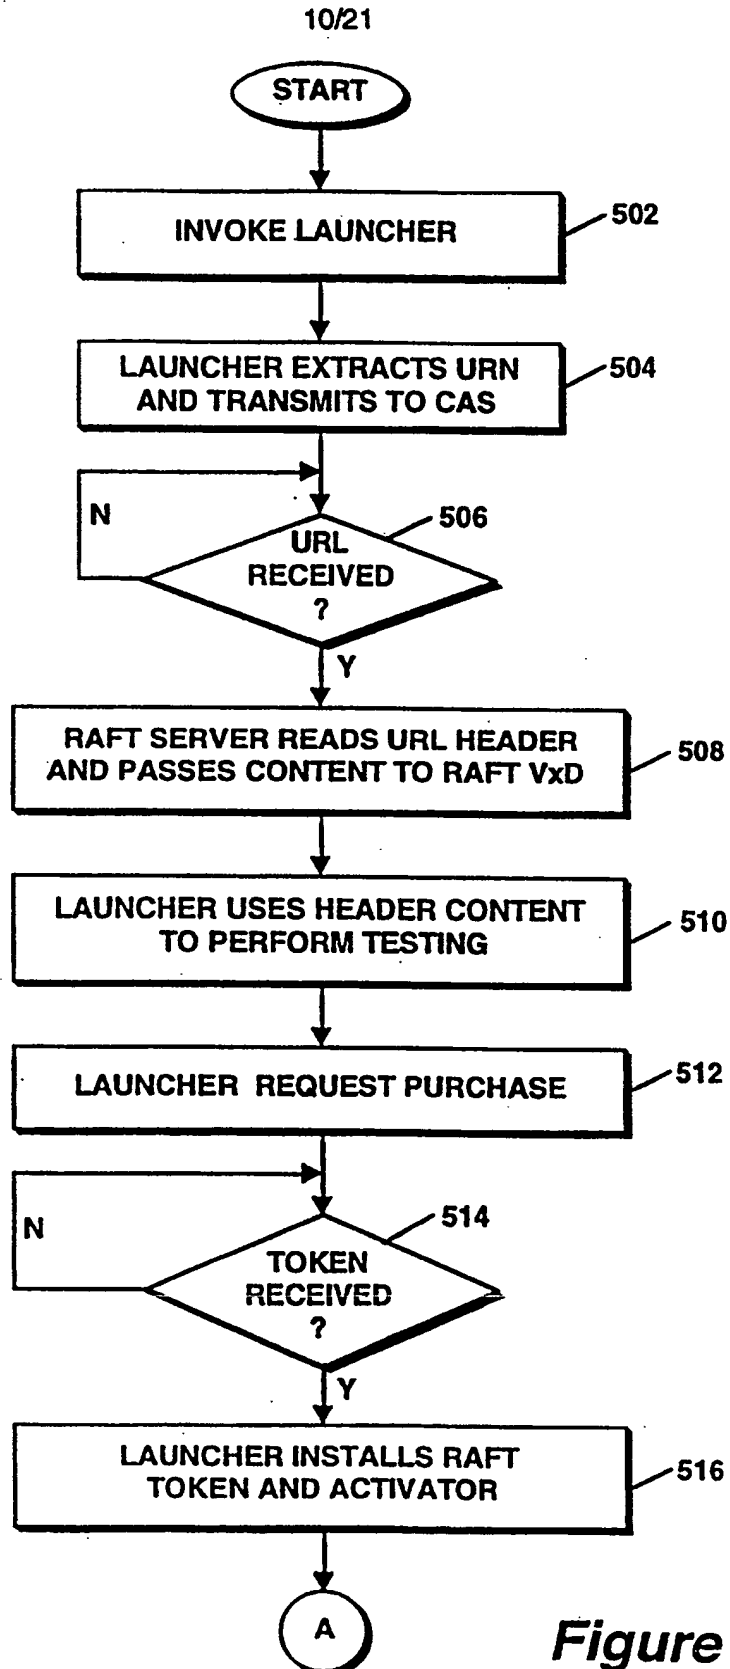 10/21
START
INVOKE LAUNCHER
502
LAUNCHER EXTRACTS URN
AND TRANSMITS TO CAS
504
N
506
URL
RECEIVED
?
Y
RAFT SERVER READS URL HEADER
AND PASSES CONTENT TO RAFT VxD
508
LAUNCHER USES HEADER CONTENT
TO PERFORM TESTING
510
LAUNCHER REQUEST PURCHASE
512
N
514
TOKEN
RECEIVED
?
Y
LAUNCHER INSTALLS RAFT
TOKEN AND ACTIVATOR
516
A
Figure